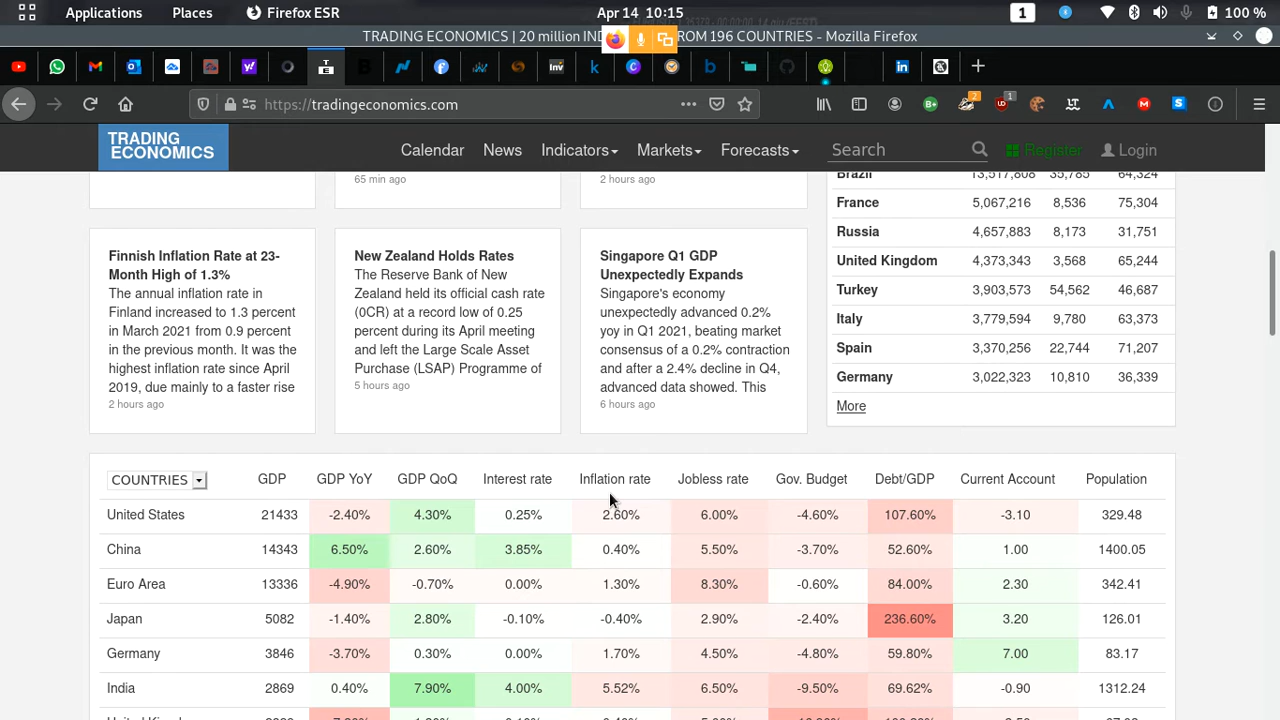 Applications Places Firefox ESR Apr 14 10:15 1 100 %
TRADING ECONOMICS | 20 million IND ROM 196 COUNTRIES - Mozilla Firefox
https://tradingeconomics.com 2 1
TRADING
ECONOMICS
Calendar News Indicators Markets Forecasts Search Register Login
65 min ago
2 hours ago
Finnish Inflation Rate at 23-
Month High of 1.3%
The annual inflation rate in
Finland increased to 1.3 percent
in March 2021 from 0.9 percent
in the previous month. It was the
highest inflation rate since April
2019, due mainly to a faster rise
2 hours ago
New Zealand Holds Rates
The Reserve Bank of New
Zealand held its official cash rate
(0CR) at a record low of 0.25
percent during its April meeting
and left the Large Scale Asset
Purchase (LSAP) Programme of
5 hours ago
Singapore Q1 GDP
Unexpectedly Expands
Singapore's economy
unexpectedly advanced 0.2%
yoy in Q1 2021, beating market
consensus of a 0.2% contraction
and after a 2.4% decline in Q4,
advanced data showed. This
6 hours ago
Brazil 13,517,808 35,785 64,324
France 5,067,216 8,536 75,304
Russia 4,657,883 8,173 31,751
United Kingdom 4,373,343 3,568 65,244
Turkey 3,903,573 54,562 46,687
Italy 3,779,594 9,780 63,373
Spain 3,370,256 22,744 71,207
Germany 3,022,323 10,810 36,339
More
COUNTRIES GDP GDP YoY GDP QoQ Interest rate Inflation rate Jobless rate Gov. Budget Debt/GDP Current Account Population
United States 21433 -2.40% 4.30% 0.25% 2.60% 6.00% -4.60% 107.60% -3.10 329.48
China 14343 6.50% 2.60% 3.85% 0.40% 5.50% -3.70% 52.60% 1.00 1400.05
Euro Area 13336 -4.90% -0.70% 0.00% 1.30% 8.30% -0.60% 84.00% 2.30 342.41
Japan 5082 -1.40% 2.80% -0.10% -0.40% 2.90% -2.40% 236.60% 3.20 126.01
Germany 3846 -3.70% 0.30% 0.00% 1.70% 4.50% -4.80% 59.80% 7.00 83.17
India 2869 0.40% 7.90% 4.00% 5.52% 6.50% -9.50% 69.62% -0.90 1312.24